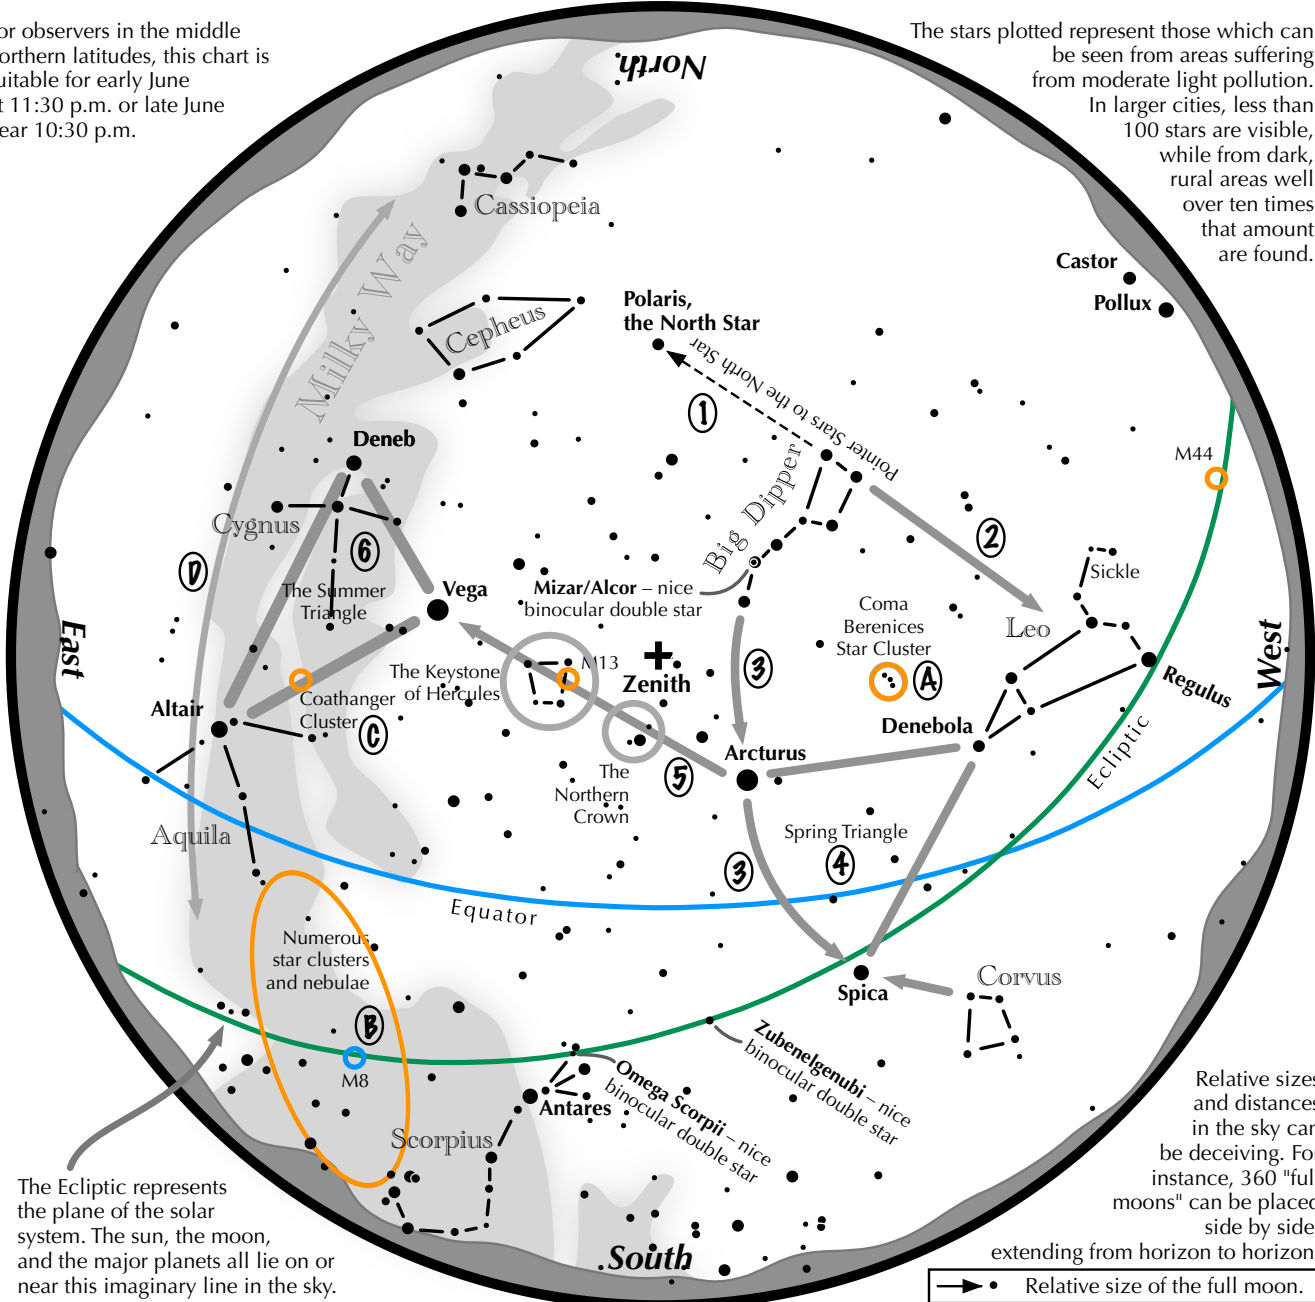 or observers in the middle
orthern latitudes, this chart is
uitable for early June
t 11:30 p.m. or late June
ear 10:30 p.m.
The stars plotted represent those which can
be seen from areas suffering
from moderate light pollution.
In larger cities, less than
100 stars are visible,
while from dark,
rural areas well
over ten times
that amount
are found.
North
Cassiopeia
Milky Way
Castor
Pollux
Polaris,
the North Star
Cepheus
Pointer Stars to the North Star
1
Deneb
M44
Big Dipper
Cygnus
6
2
D
The Summer
Triangle
Vega
Mizar/Alcor – nice
binocular double star
Sickle
Coma
Berenices
Star Cluster
A
Leo
East
West
3
The Keystone
of Hercules
M13
Zenith
Regulus
Coathanger
Cluster
C
Altair
Denebola
Arcturus
Ecliptic
The
Northern
Crown
5
Aquila
Spring Triangle
4
3
Equator
Numerous
star clusters
and nebulae
B
M8
Spica
Corvus
Zubenelgenubi – nice
binocular double star
Omega Scorpii – nice
binocular double star
Antares
Scorpius
South
The Ecliptic represents
the plane of the solar
system. The sun, the moon,
and the major planets all lie on or
near this imaginary line in the sky.
Relative sizes
and distances
in the sky can
be deceiving. For
instance, 360 "full
moons" can be placed
side by side
extending from horizon to horizon
Relative size of the full moon.